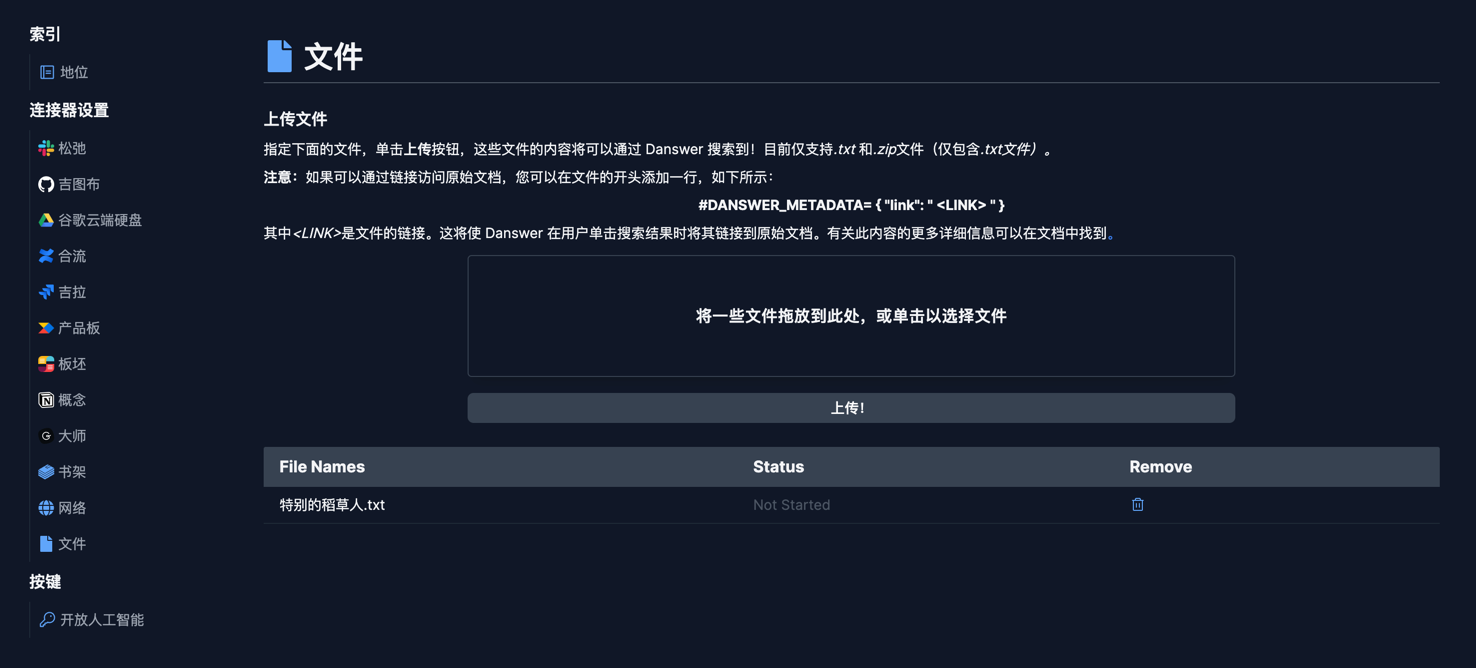 索引
地位
连接器设置
松弛
吉图布
谷歌云端硬盘
合流
吉拉
产品板
板坯
概念
大师
书架
网络
文件
按键
开放人工智能
文件
上传文件
指定下面的文件，单击上传按钮，这些文件的内容将可以通过 Danswer 搜索到！目前仅支持.txt 和.zip文件（仅包含.txt文件）。
注意：如果可以通过链接访问原始文档，您可以在文件的开头添加一行，如下所示：
#DANSWER_METADATA= { "link": " <LINK> " }
其中<LINK>是文件的链接。这将使 Danswer 在用户单击搜索结果时将其链接到原始文档。有关此内容的更多详细信息可以在文档中找到。
将一些文件拖放到此处，或单击以选择文件
上传！
File Names Status Remove
特别的稻草人.txt Not Started